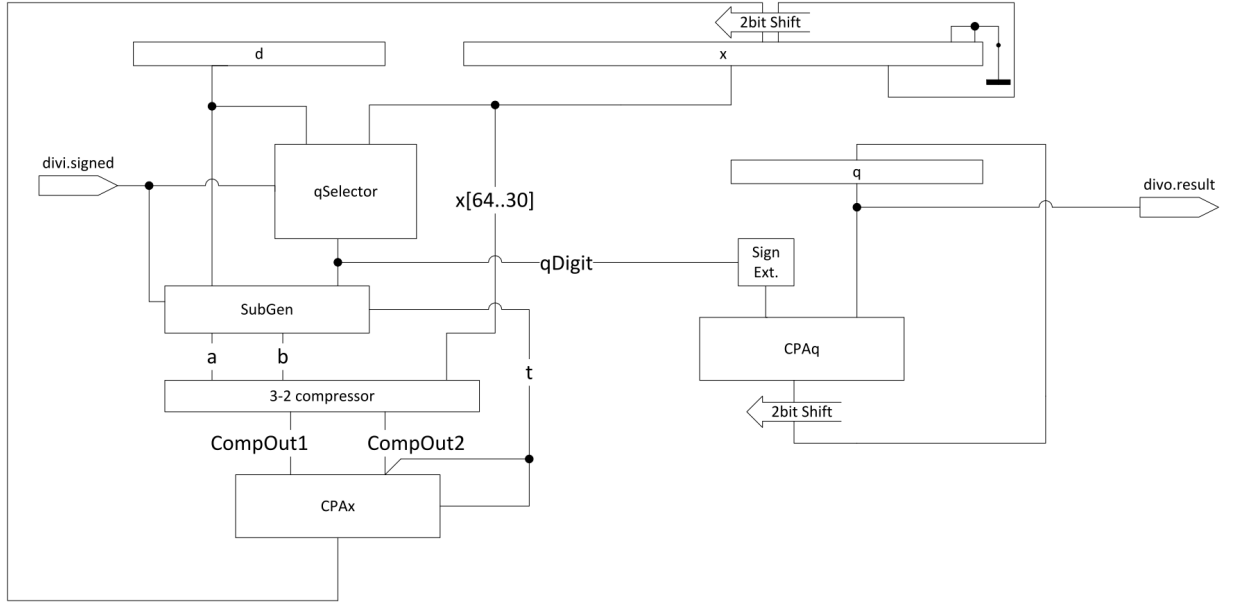 2bit Shift
d
x
divi.signed
qSelector
x[64..30]
q
divo.result
qDigit
Sign
Ext.
SubGen
CPAq
a
b
t
3-2 compressor
2bit Shift
CompOut1
CompOut2
CPAx